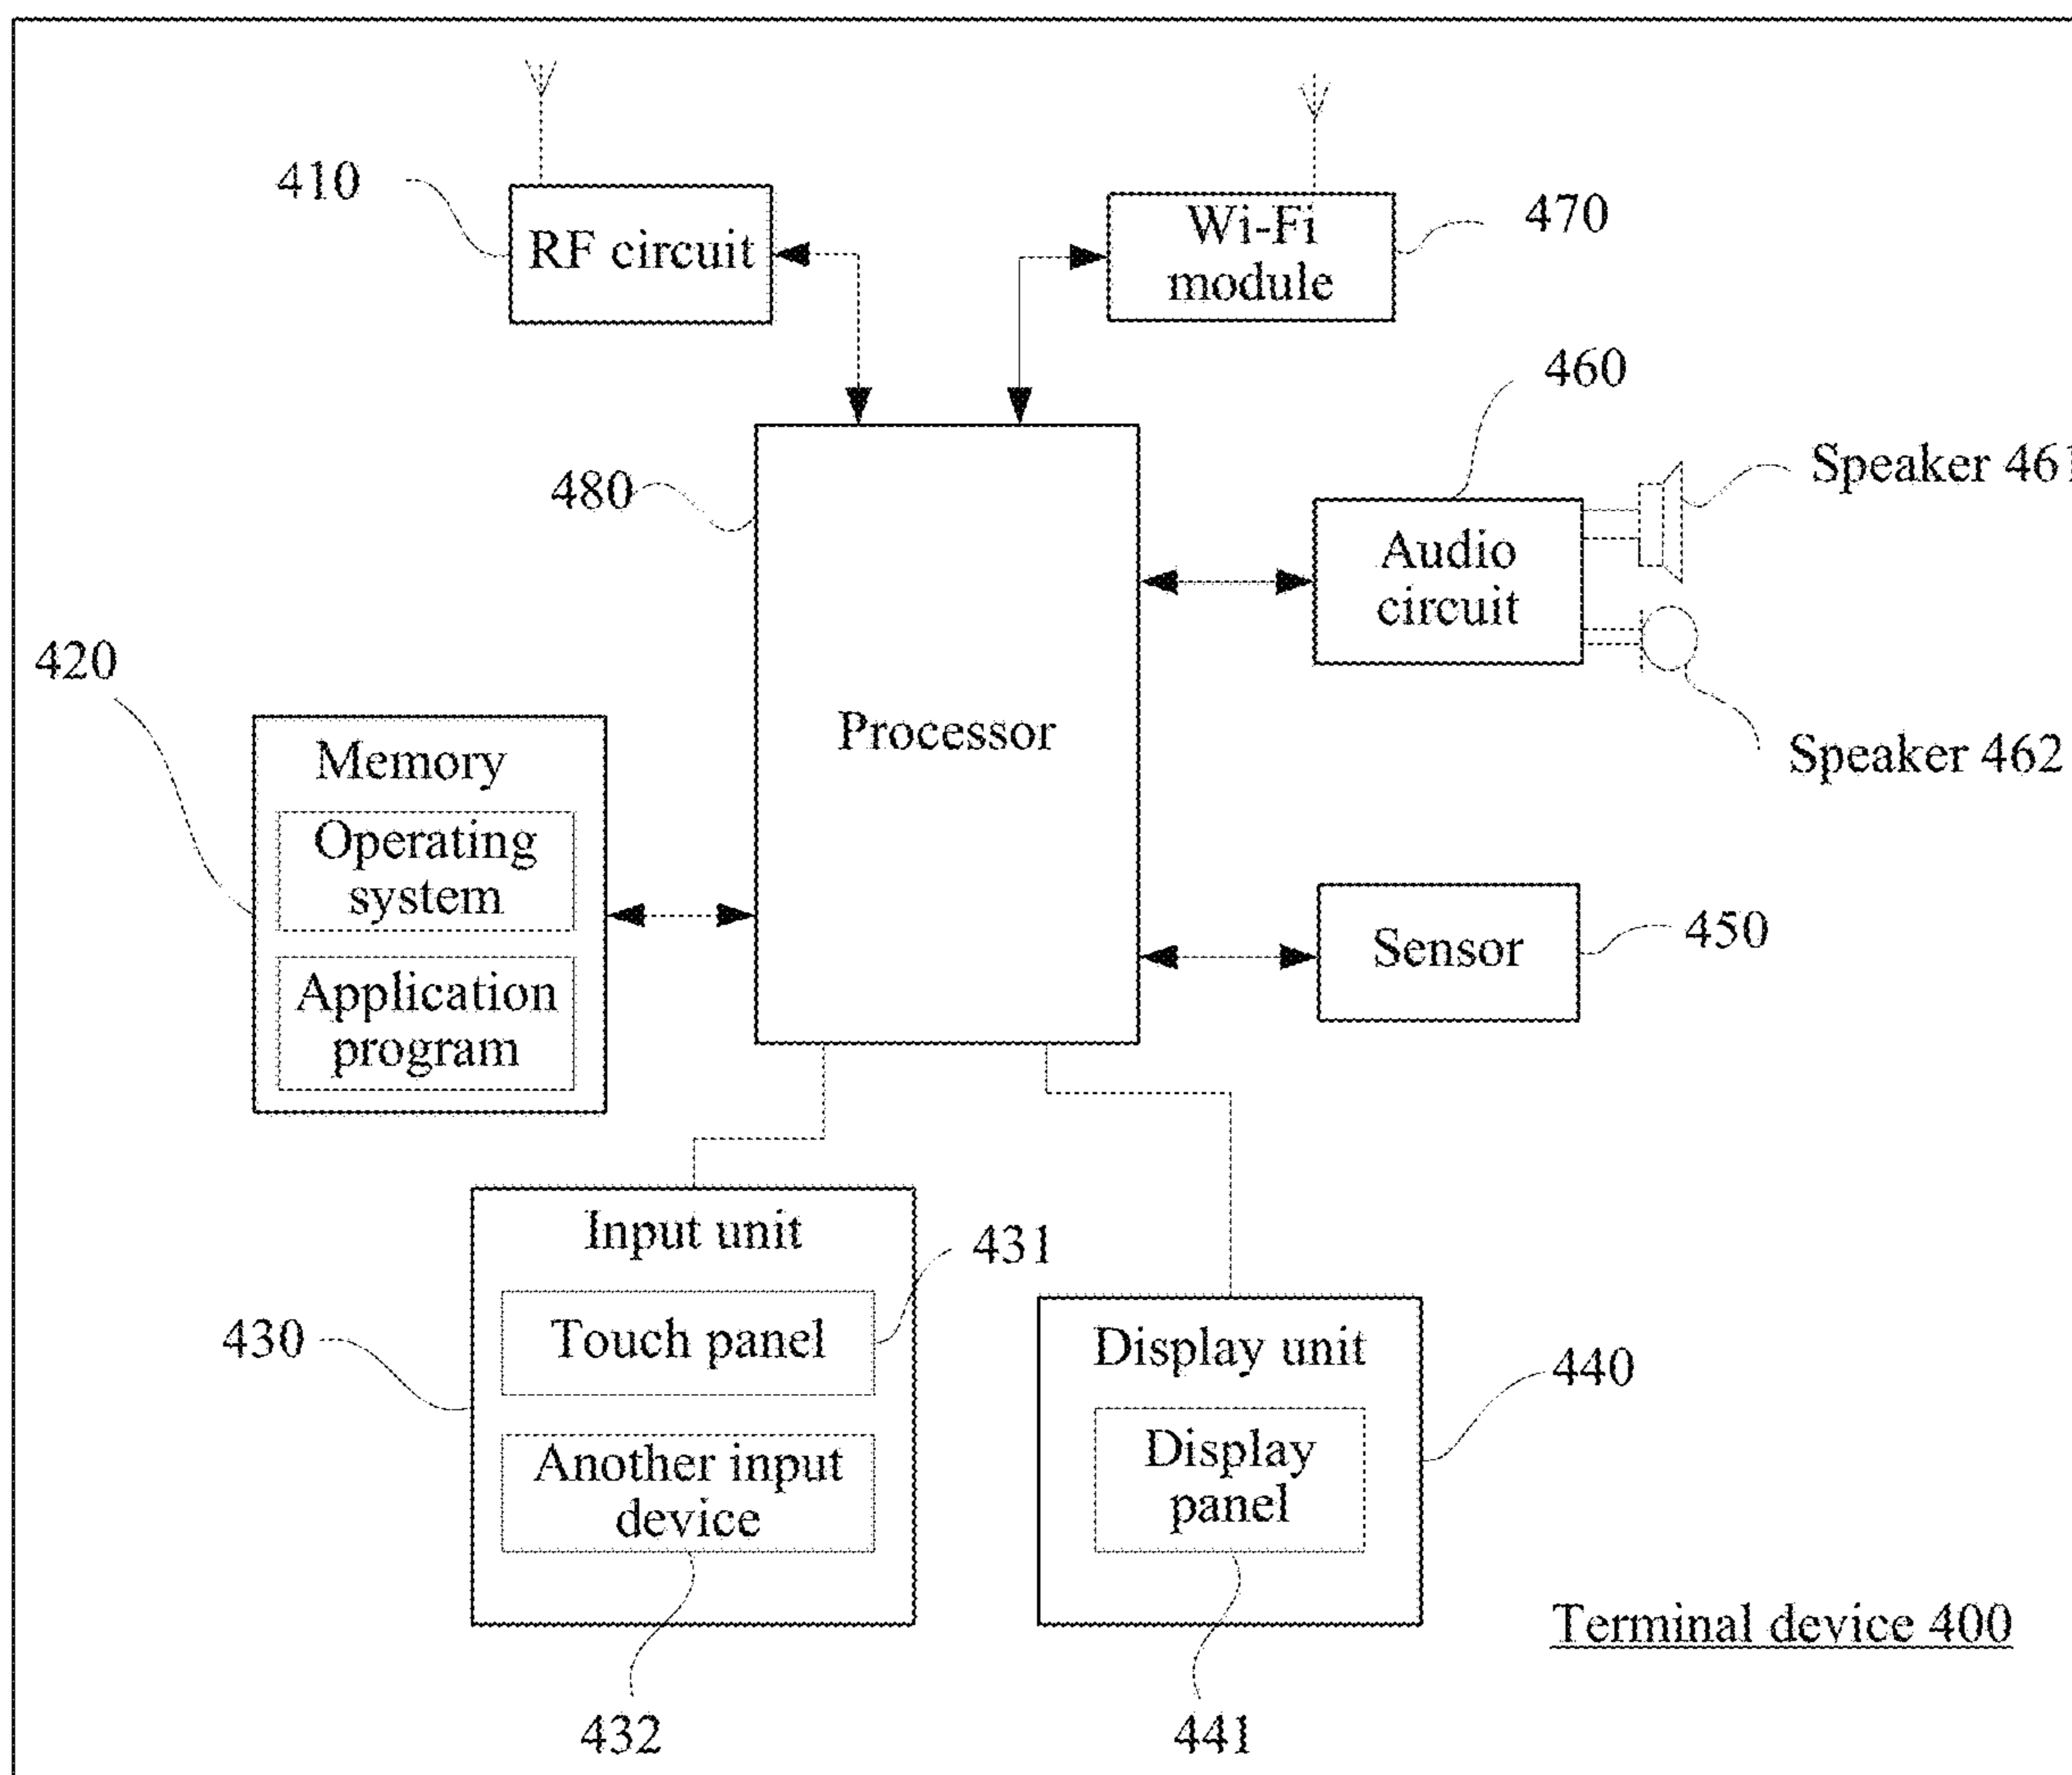 410
RF circuit
Wi-Fi
module
470
460
480
Speaker 461
Audio
circuit
Processor
Speaker 462
420
Memory
Operating
system
Application
program
Sensor
450
Input unit
431
430
Touch panel
Another input
device
432
Display unit
440
Display
panel
441
Terminal device 400